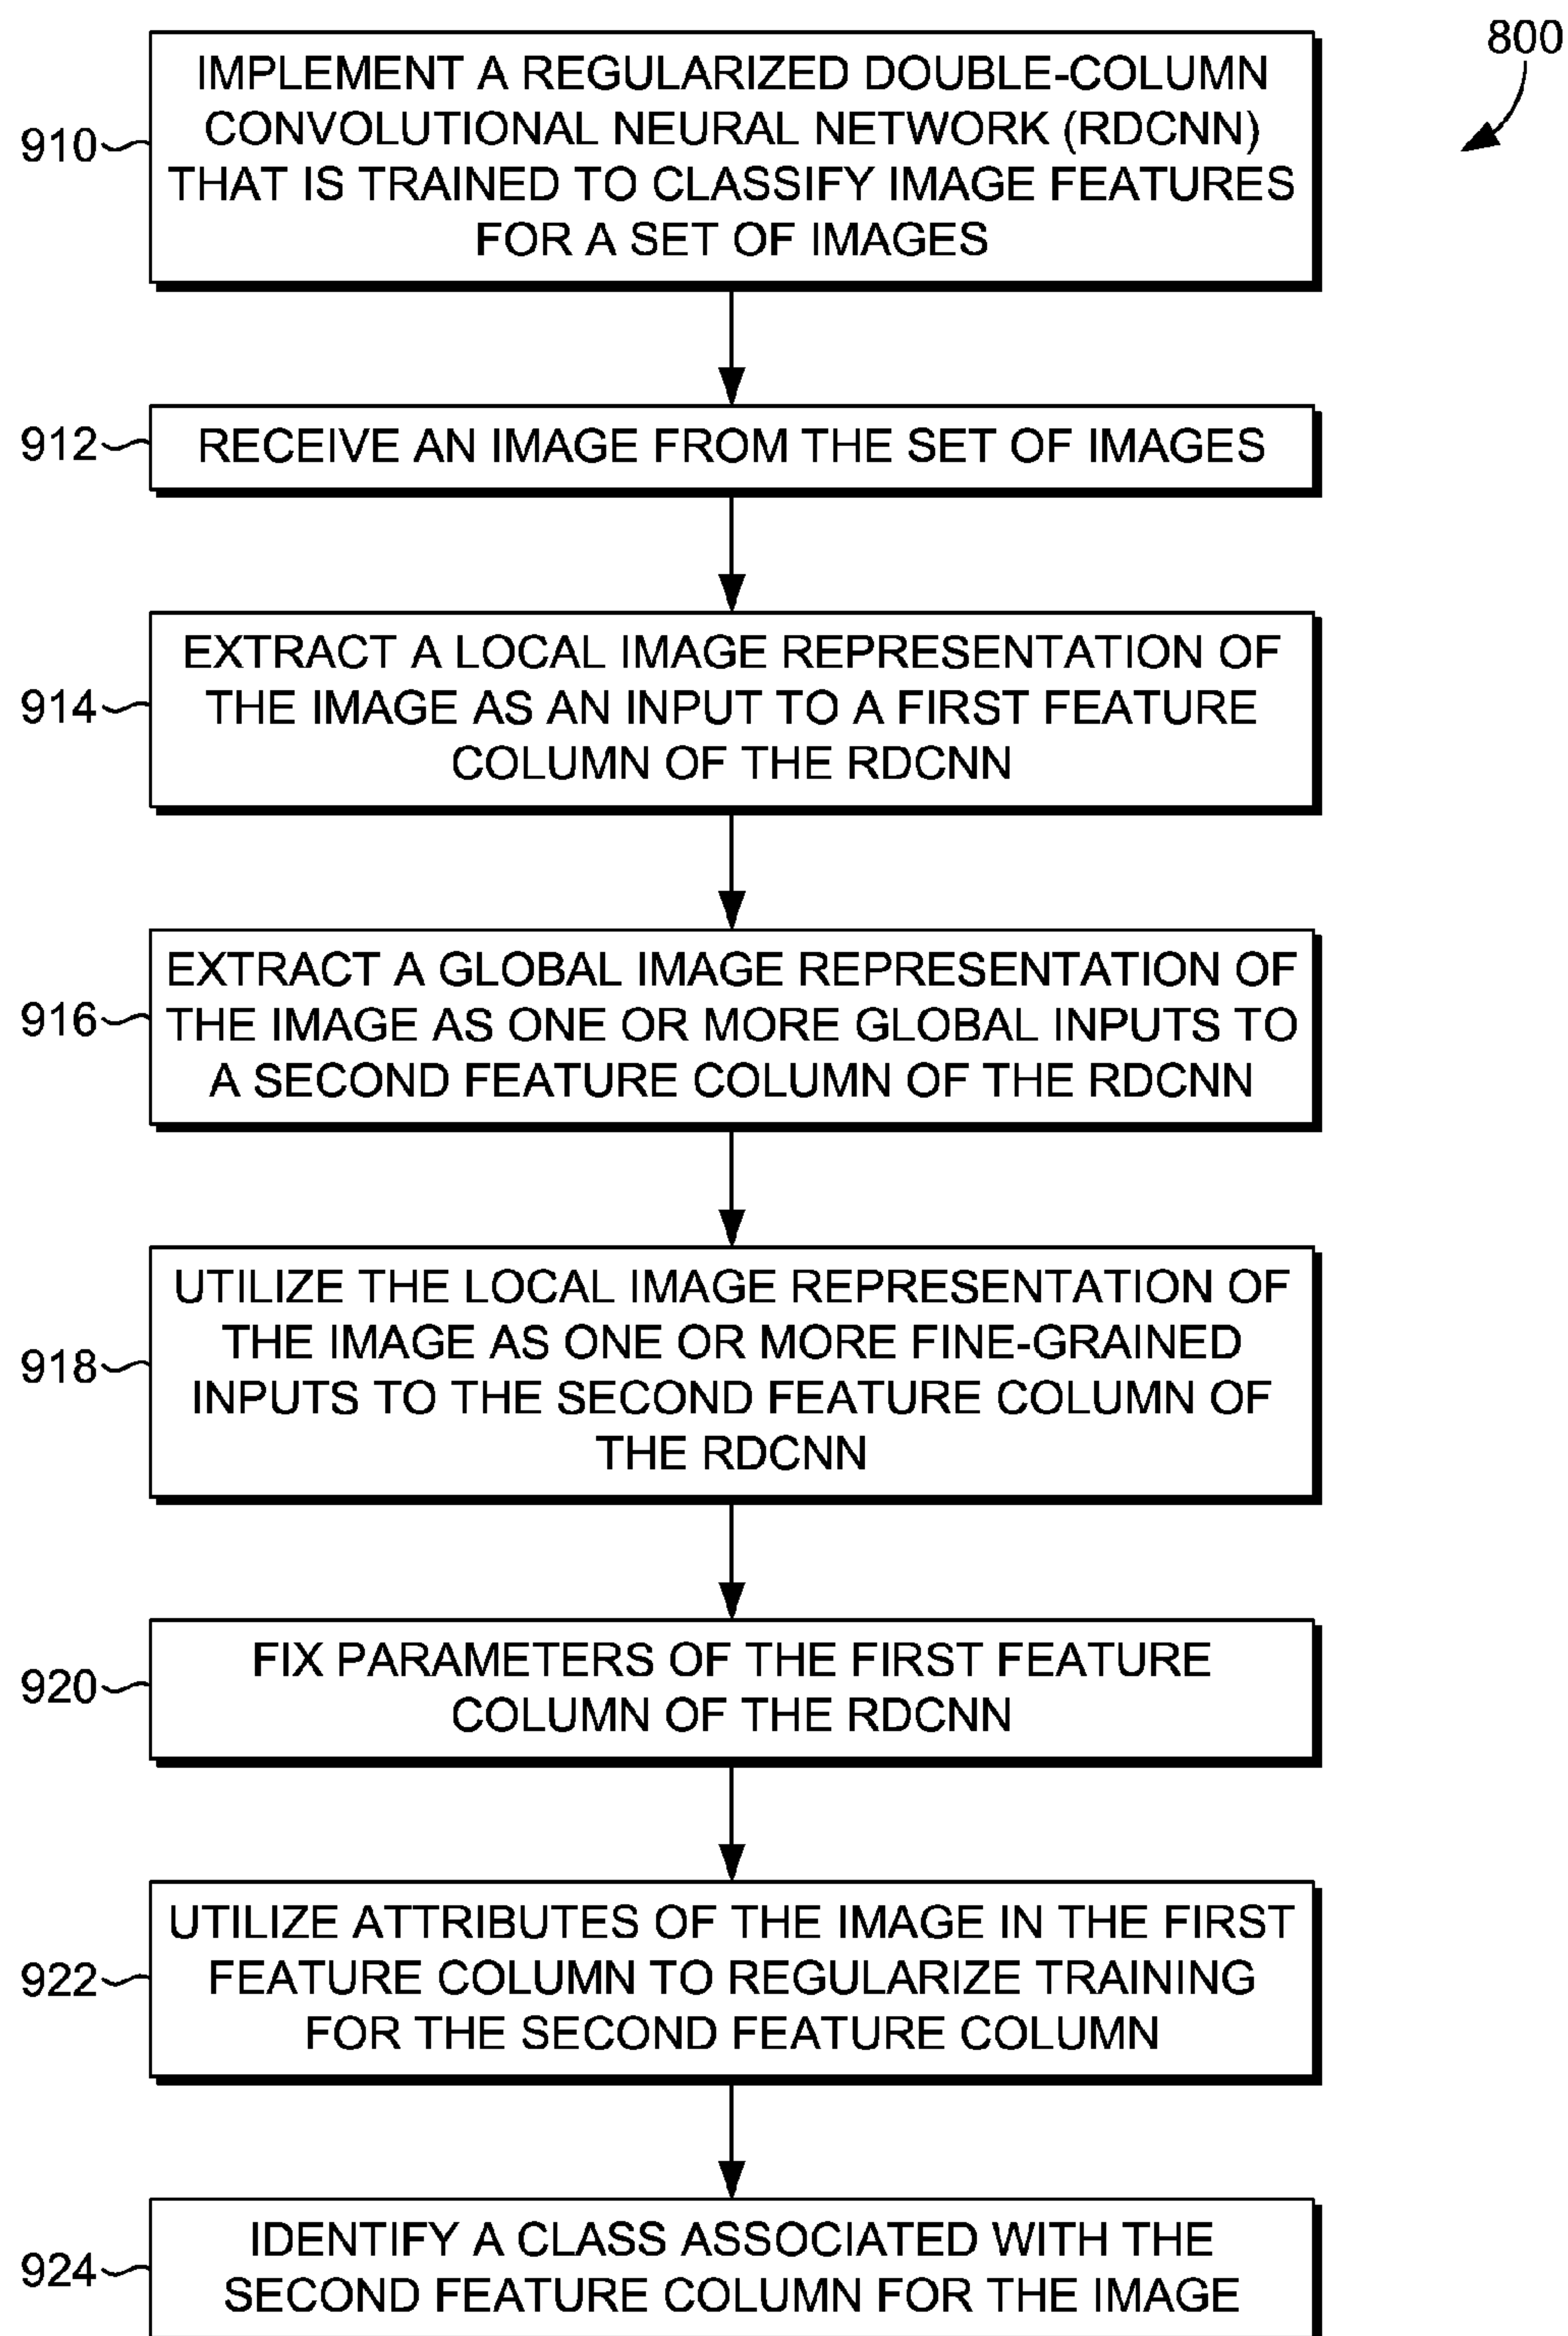 800
910
IMPLEMENT A REGULARIZED DOUBLE-COLUMN
CONVOLUTIONAL NEURAL NETWORK (RDCNN)
THAT IS TRAINED TO CLASSIFY IMAGE FEATURES
FOR A SET OF IMAGES
912
RECEIVE AN IMAGE FROM THE SET OF IMAGES
914
EXTRACT A LOCAL IMAGE REPRESENTATION OF
THE IMAGE AS AN INPUT TO A FIRST FEATURE
COLUMN OF THE RDCNN
916
EXTRACT A GLOBAL IMAGE REPRESENTATION OF
THE IMAGE AS ONE OR MORE GLOBAL INPUTS TO
A SECOND FEATURE COLUMN OF THE RDCNN
918
UTILIZE THE LOCAL IMAGE REPRESENTATION OF
THE IMAGE AS ONE OR MORE FINE-GRAINED
INPUTS TO THE SECOND FEATURE COLUMN OF
THE RDCNN
920
FIX PARAMETERS OF THE FIRST FEATURE
COLUMN OF THE RDCNN
922
UTILIZE ATTRIBUTES OF THE IMAGE IN THE FIRST
FEATURE COLUMN TO REGULARIZE TRAINING
FOR THE SECOND FEATURE COLUMN
924
IDENTIFY A CLASS ASSOCIATED WITH THE
SECOND FEATURE COLUMN FOR THE IMAGE